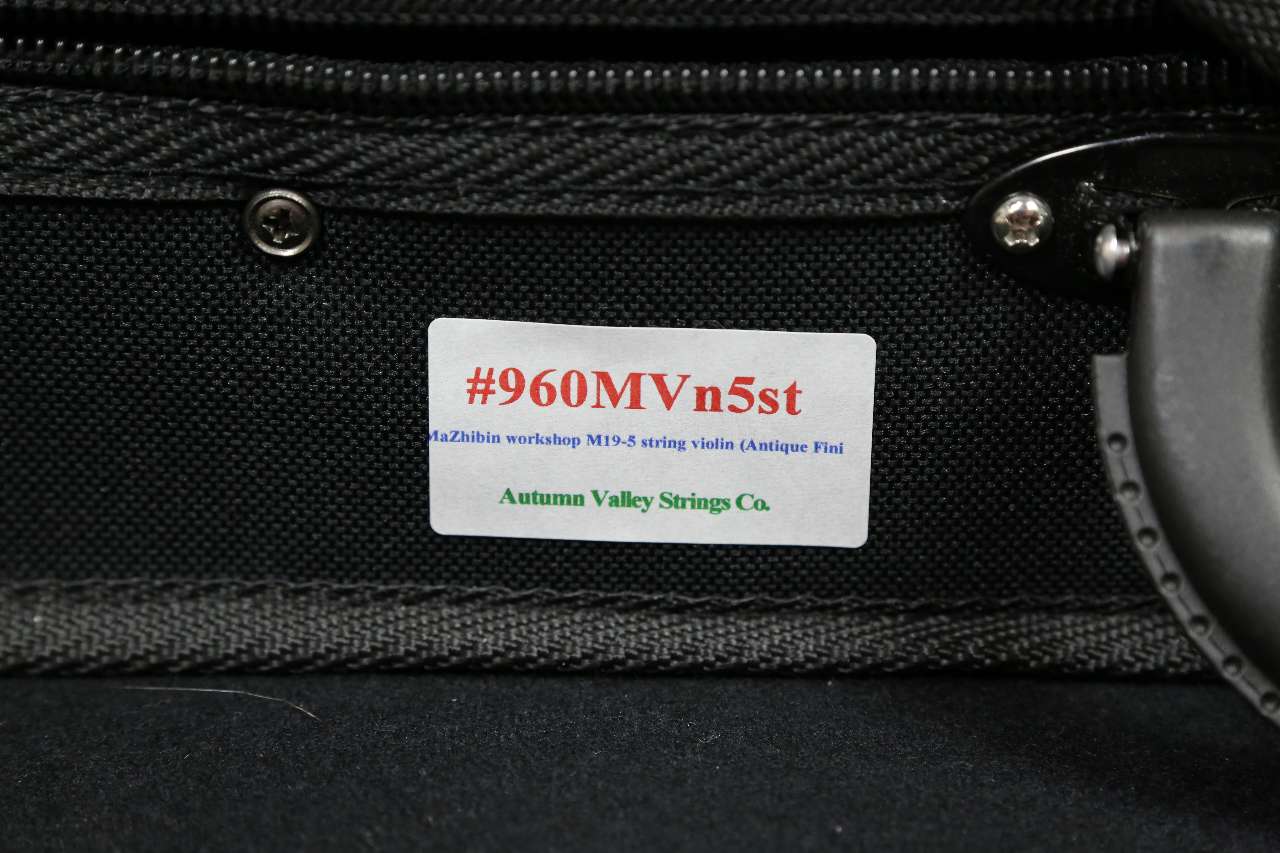 #960MVn5st
MaZhibin workshop M19-5 string violin (Antique Fini
Autumn Valley Strings Co.